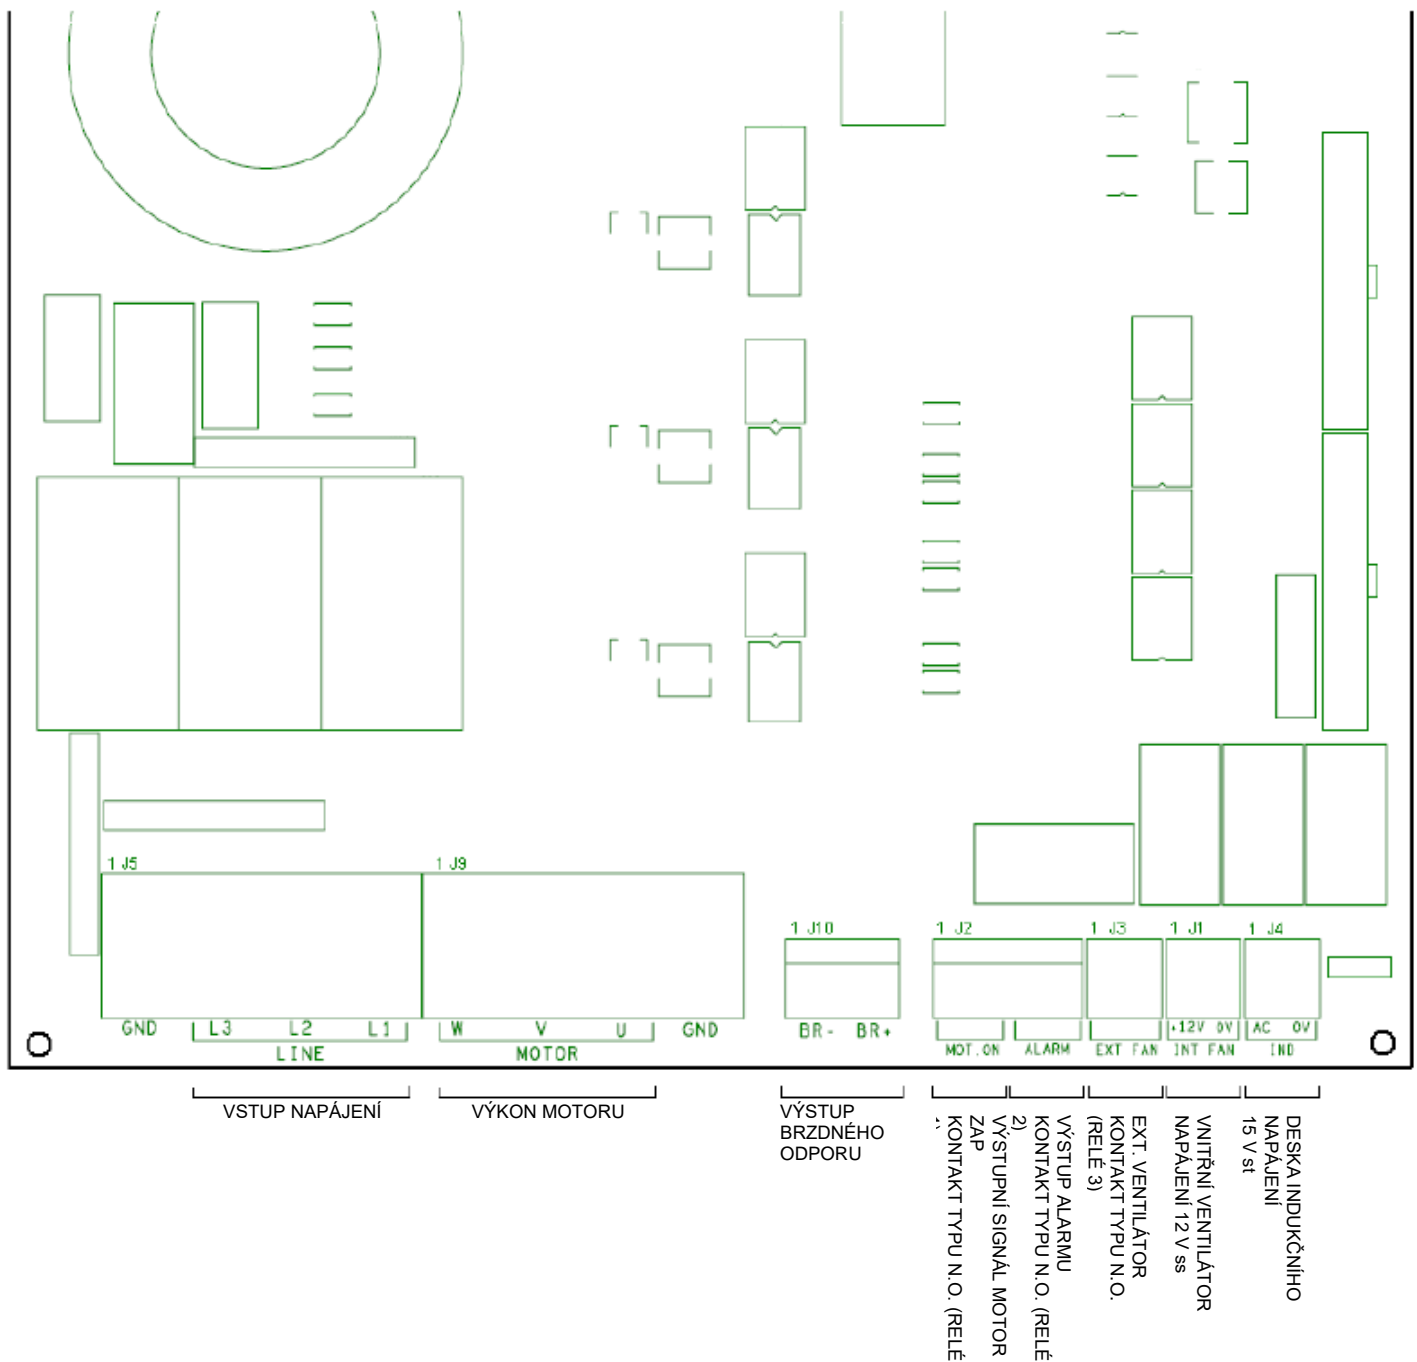 1 J5
1 J9
1 J10
1 J2
1 J3
1 J1
1 J4
GND L3 L2 L1 W V U GND
BR- BR+
+12V 0V
AC 0V
LINE
MOTOR
MOT.ON
ALARM
EXT FAN
INT FAN
IND
VSTUP NAPÁJENÍ
VÝKON MOTORU
VÝSTUP
BRZDNÉHO
ODPORU
VÝSTUPNÍ SIGNÁL MOTOR
ZAP
KONTAKT TYPU N.O. (RELÉ
VÝSTUP ALARMU
KONTAKT TYPU N.O. (RELÉ
2)
EXT. VENTILÁTOR
KONTAKT TYPU N.O.
(RELÉ 3)
VNITŘNÍ VENTILÁTOR
NAPÁJENÍ 12 V ss
DESKA INDUKČNÍHO
NAPÁJENÍ
15 V st